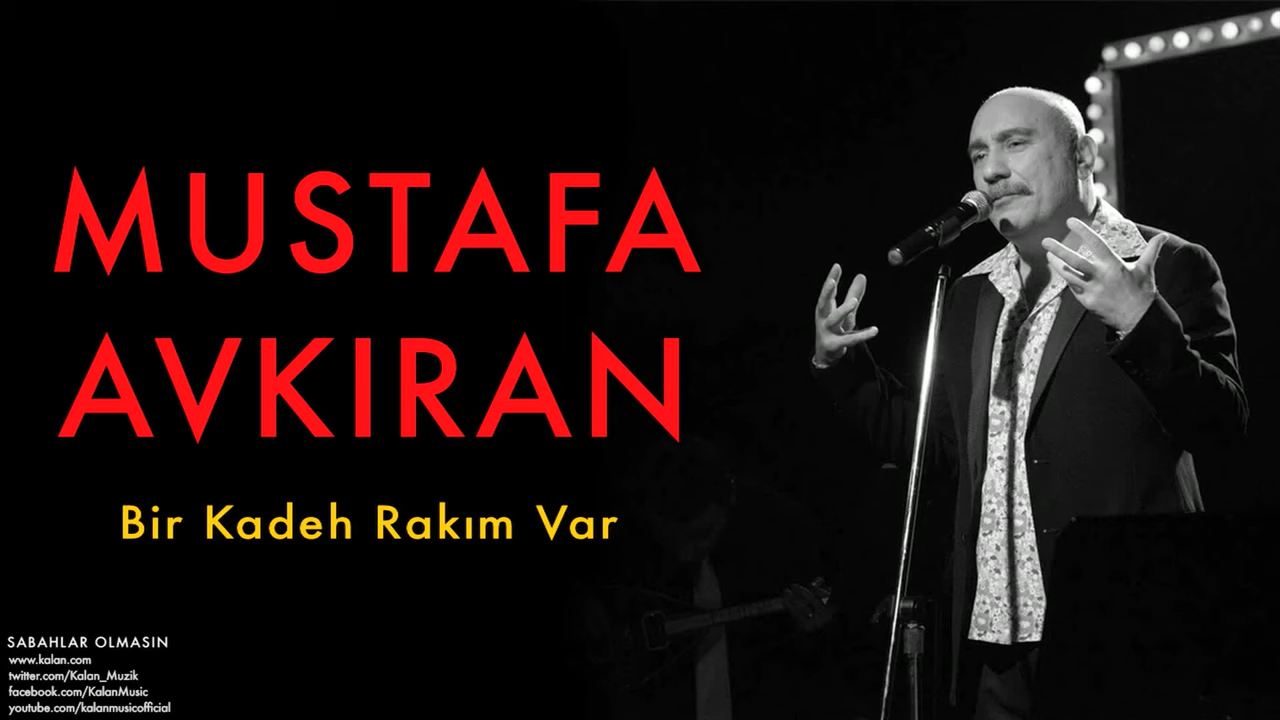 MUSTAFA
AVKIRAN
Bir Kadeh Rakım Var
SABAHLAR OLMASIN
www.kalan.com
twitter.com/Kalan_Muzik
facebook.com/KalanMusic
youtube.com/kalanmusicofficial